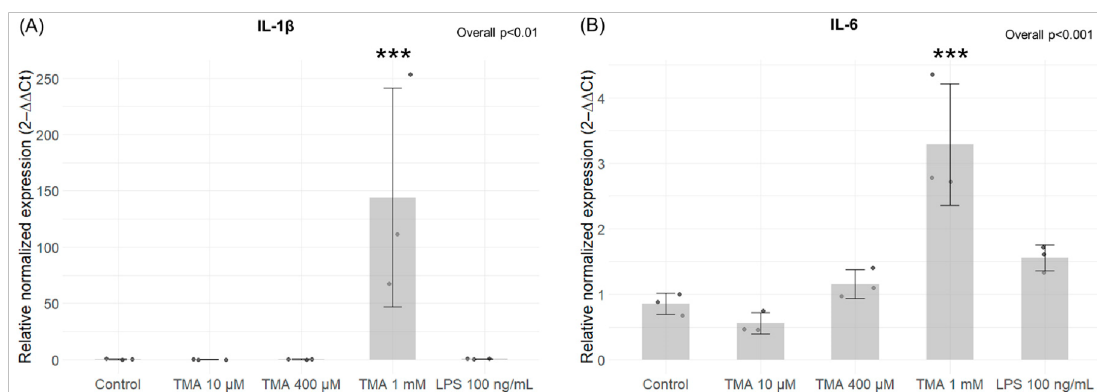 (A)
IL-1β
Overall p<0.01
***
Relative normalized expression (2−ΔΔCt)
250
200
150
100
50
0
Control
TMA 10 μM
TMA 400 μM
TMA 1 mM
LPS 100 ng/mL
(B)
IL-6
Overall p<0.001
***
Relative normalized expression (2−ΔΔCt)
4
3
2
1
0
Control
TMA 10 μM
TMA 400 μM
TMA 1 mM
LPS 100 ng/mL